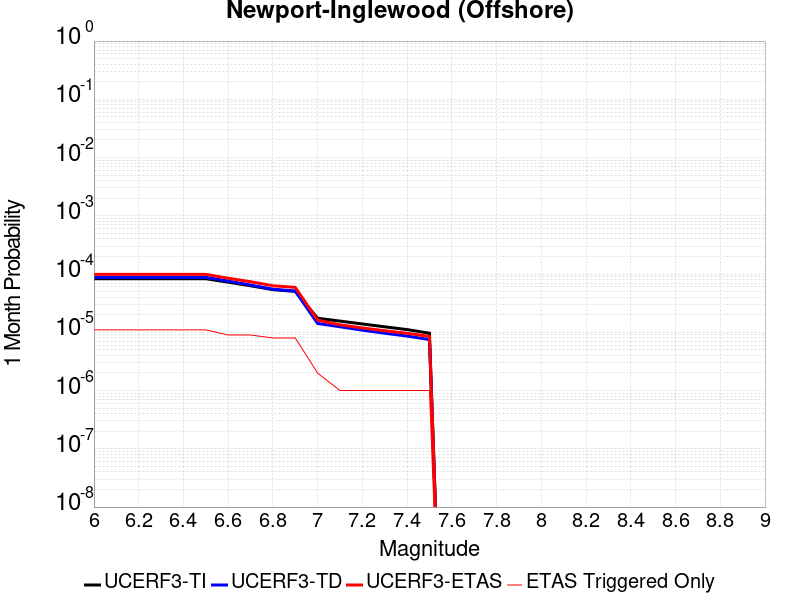 Newport-Inglewood (Offshore)
10^0
10^-1
10^-2
10^-3
10^-4
10^-5
10^-6
10^-7
10^-8
1 Month Probability
6 6.2 6.4 6.6 6.8 7 7.2 7.4 7.6 7.8 8 8.2 8.4 8.6 8.8 9
Magnitude
UCERF3-TI UCERF3-TD UCERF3-ETAS ETAS Triggered Only